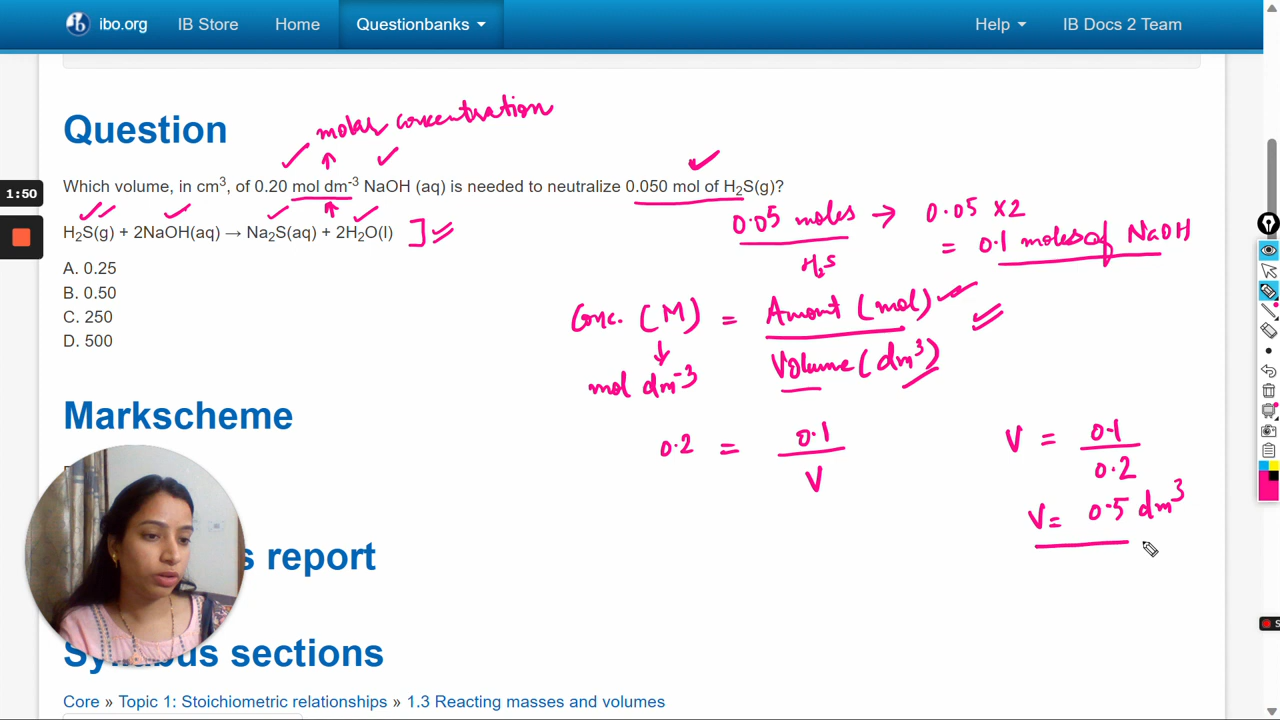 ibo.org IB Store Home Questionbanks Help IB Docs 2 Team
Question
molar concentration
Which volume, in cm³, of 0.20 mol dm⁻³ NaOH (aq) is needed to neutralize 0.050 mol of H₂S(g)?
1:50
H₂S(g) + 2NaOH(aq) → Na₂S(aq) + 2H₂O(l)
0.05 moles → 0.05 × 2
H₂S
= 0.1 moles of NaOH
A. 0.25
B. 0.50
C. 250
D. 500
Conc. (M) = Amount (mol)
Volume (dm³)
mol dm⁻³
Markscheme
0.2 = 0.1
V
V = 0.1
0.2
V = 0.5 dm³
s report
Syllabus sections
Core » Topic 1: Stoichiometric relationships » 1.3 Reacting masses and volumes